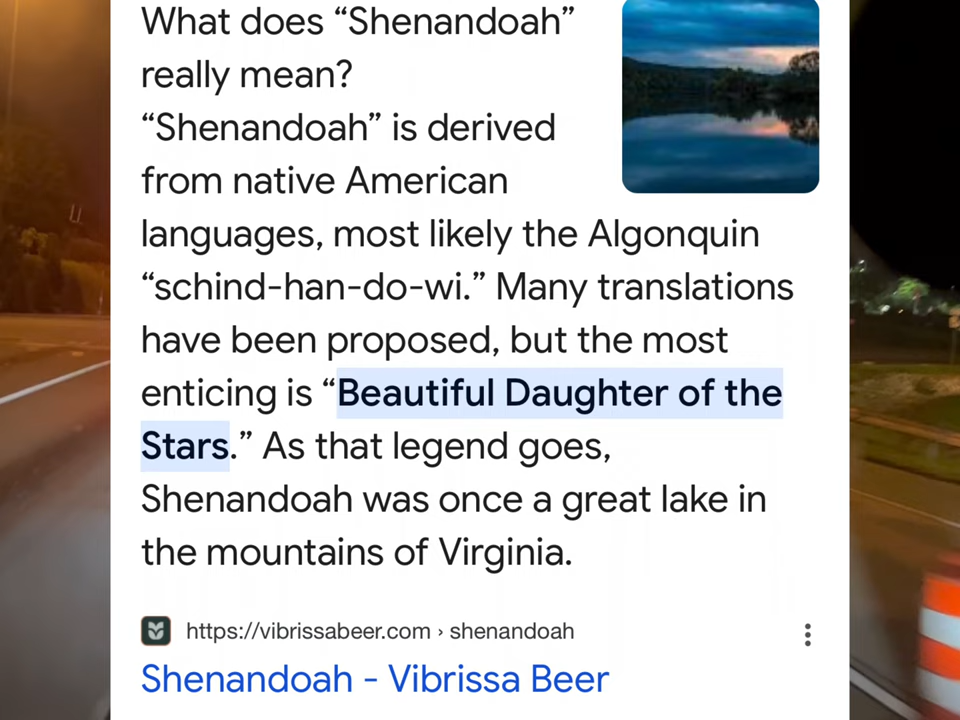 What does “Shenandoah”
really mean?
“Shenandoah” is derived
from native American
languages, most likely the Algonquin
“schind-han-do-wi.” Many translations
have been proposed, but the most
enticing is “Beautiful Daughter of the
Stars.” As that legend goes,
Shenandoah was once a great lake in
the mountains of Virginia.
https://vibrissabeer.com › shenandoah
Shenandoah - Vibrissa Beer